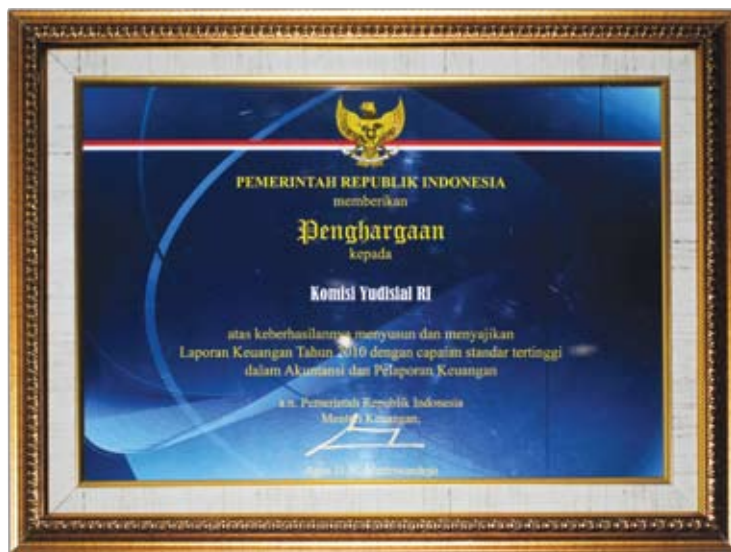 PEMERINTAH REPUBLIK INDONESIA
memberikan
Penghargaan
kepada
Komisi Yudisial RI
atas keberhasilannya menyusun dan menyajikan
Laporan Keuangan Tahun 2010 dengan capaian standar tertinggi
dalam Akuntansi dan Pelaporan Keuangan
a.n. Pemerintah Republik Indonesia
Menteri Keuangan,